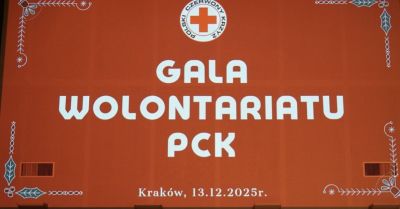 POLSKI CZERWONY KRZYŻ
GALA
WOLONTARIATU
PCK
Kraków, 13.12.2025r.